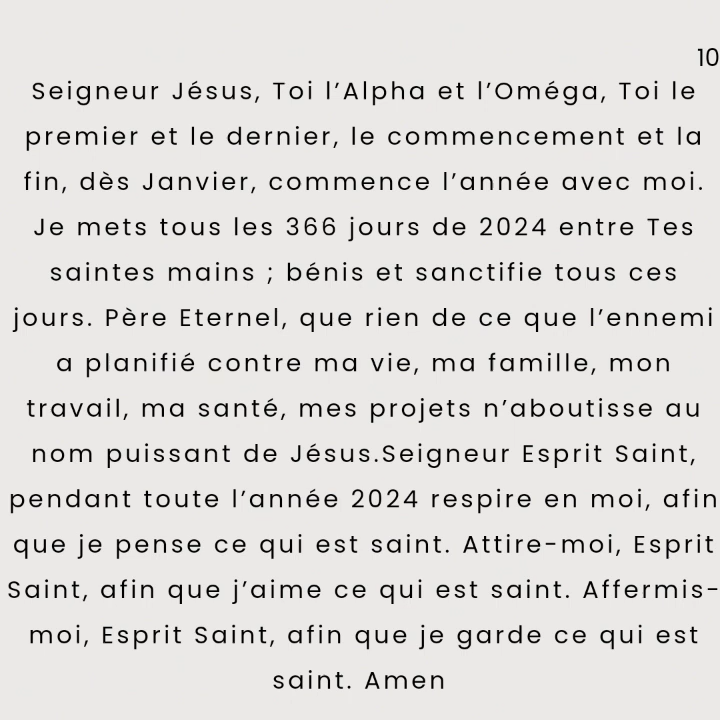 10
Seigneur Jésus, Toi l’Alpha et l’Oméga, Toi le
premier et le dernier, le commencement et la
fin, dès Janvier, commence l’année avec moi.
Je mets tous les 366 jours de 2024 entre Tes
saintes mains ; bénis et sanctifie tous ces
jours. Père Eternel, que rien de ce que l’ennemi
a planifié contre ma vie, ma famille, mon
travail, ma santé, mes projets n’aboutisse au
nom puissant de Jésus.Seigneur Esprit Saint,
pendant toute l’année 2024 respire en moi, afin
que je pense ce qui est saint. Attire-moi, Esprit
Saint, afin que j’aime ce qui est saint. Affermis-
moi, Esprit Saint, afin que je garde ce qui est
saint. Amen